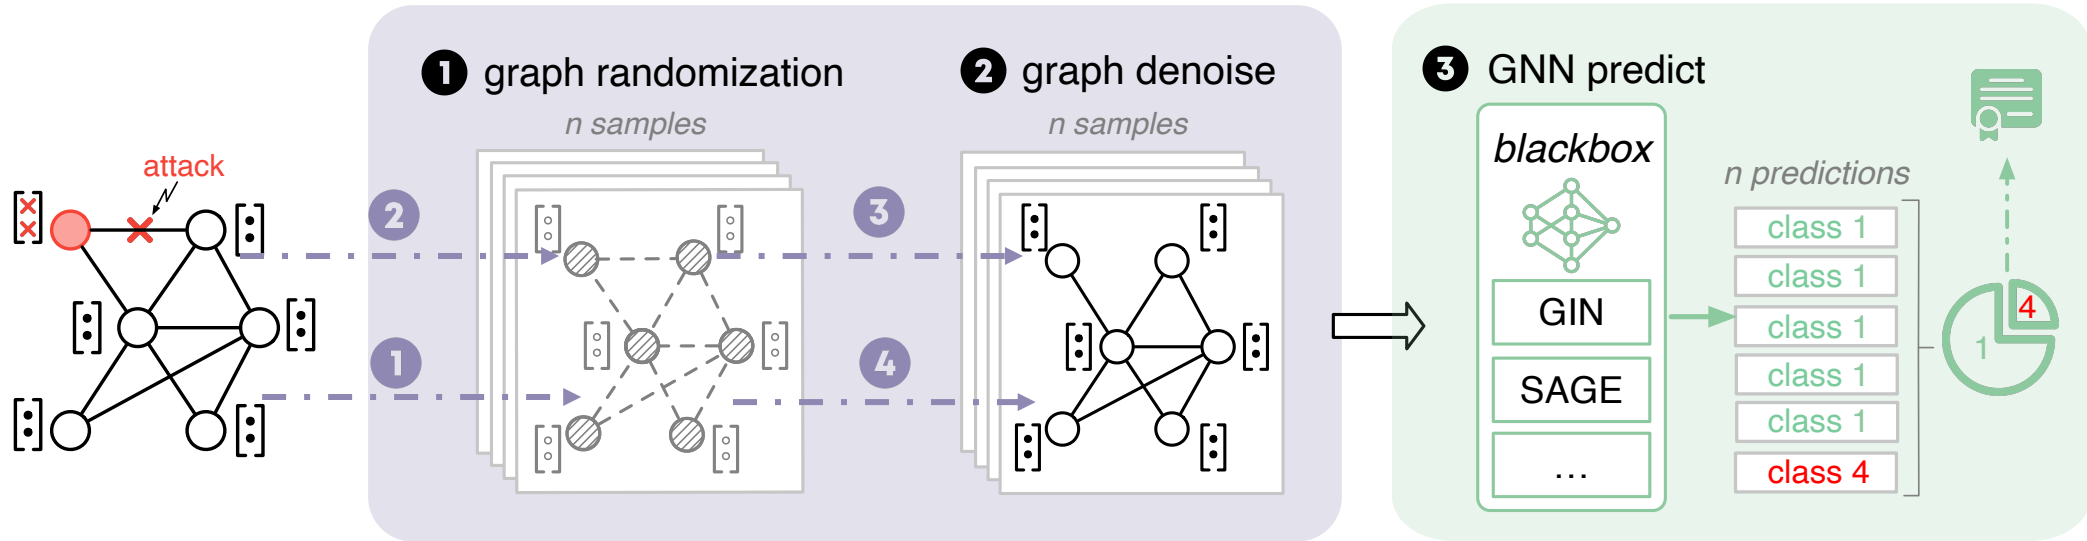 attack
1 graph randomization
n samples
2 graph denoise
n samples
2
1
3
4
3 GNN predict
blackbox
GIN
SAGE
...
n predictions
class 1
class 1
class 1
class 1
class 1
class 4
1
4